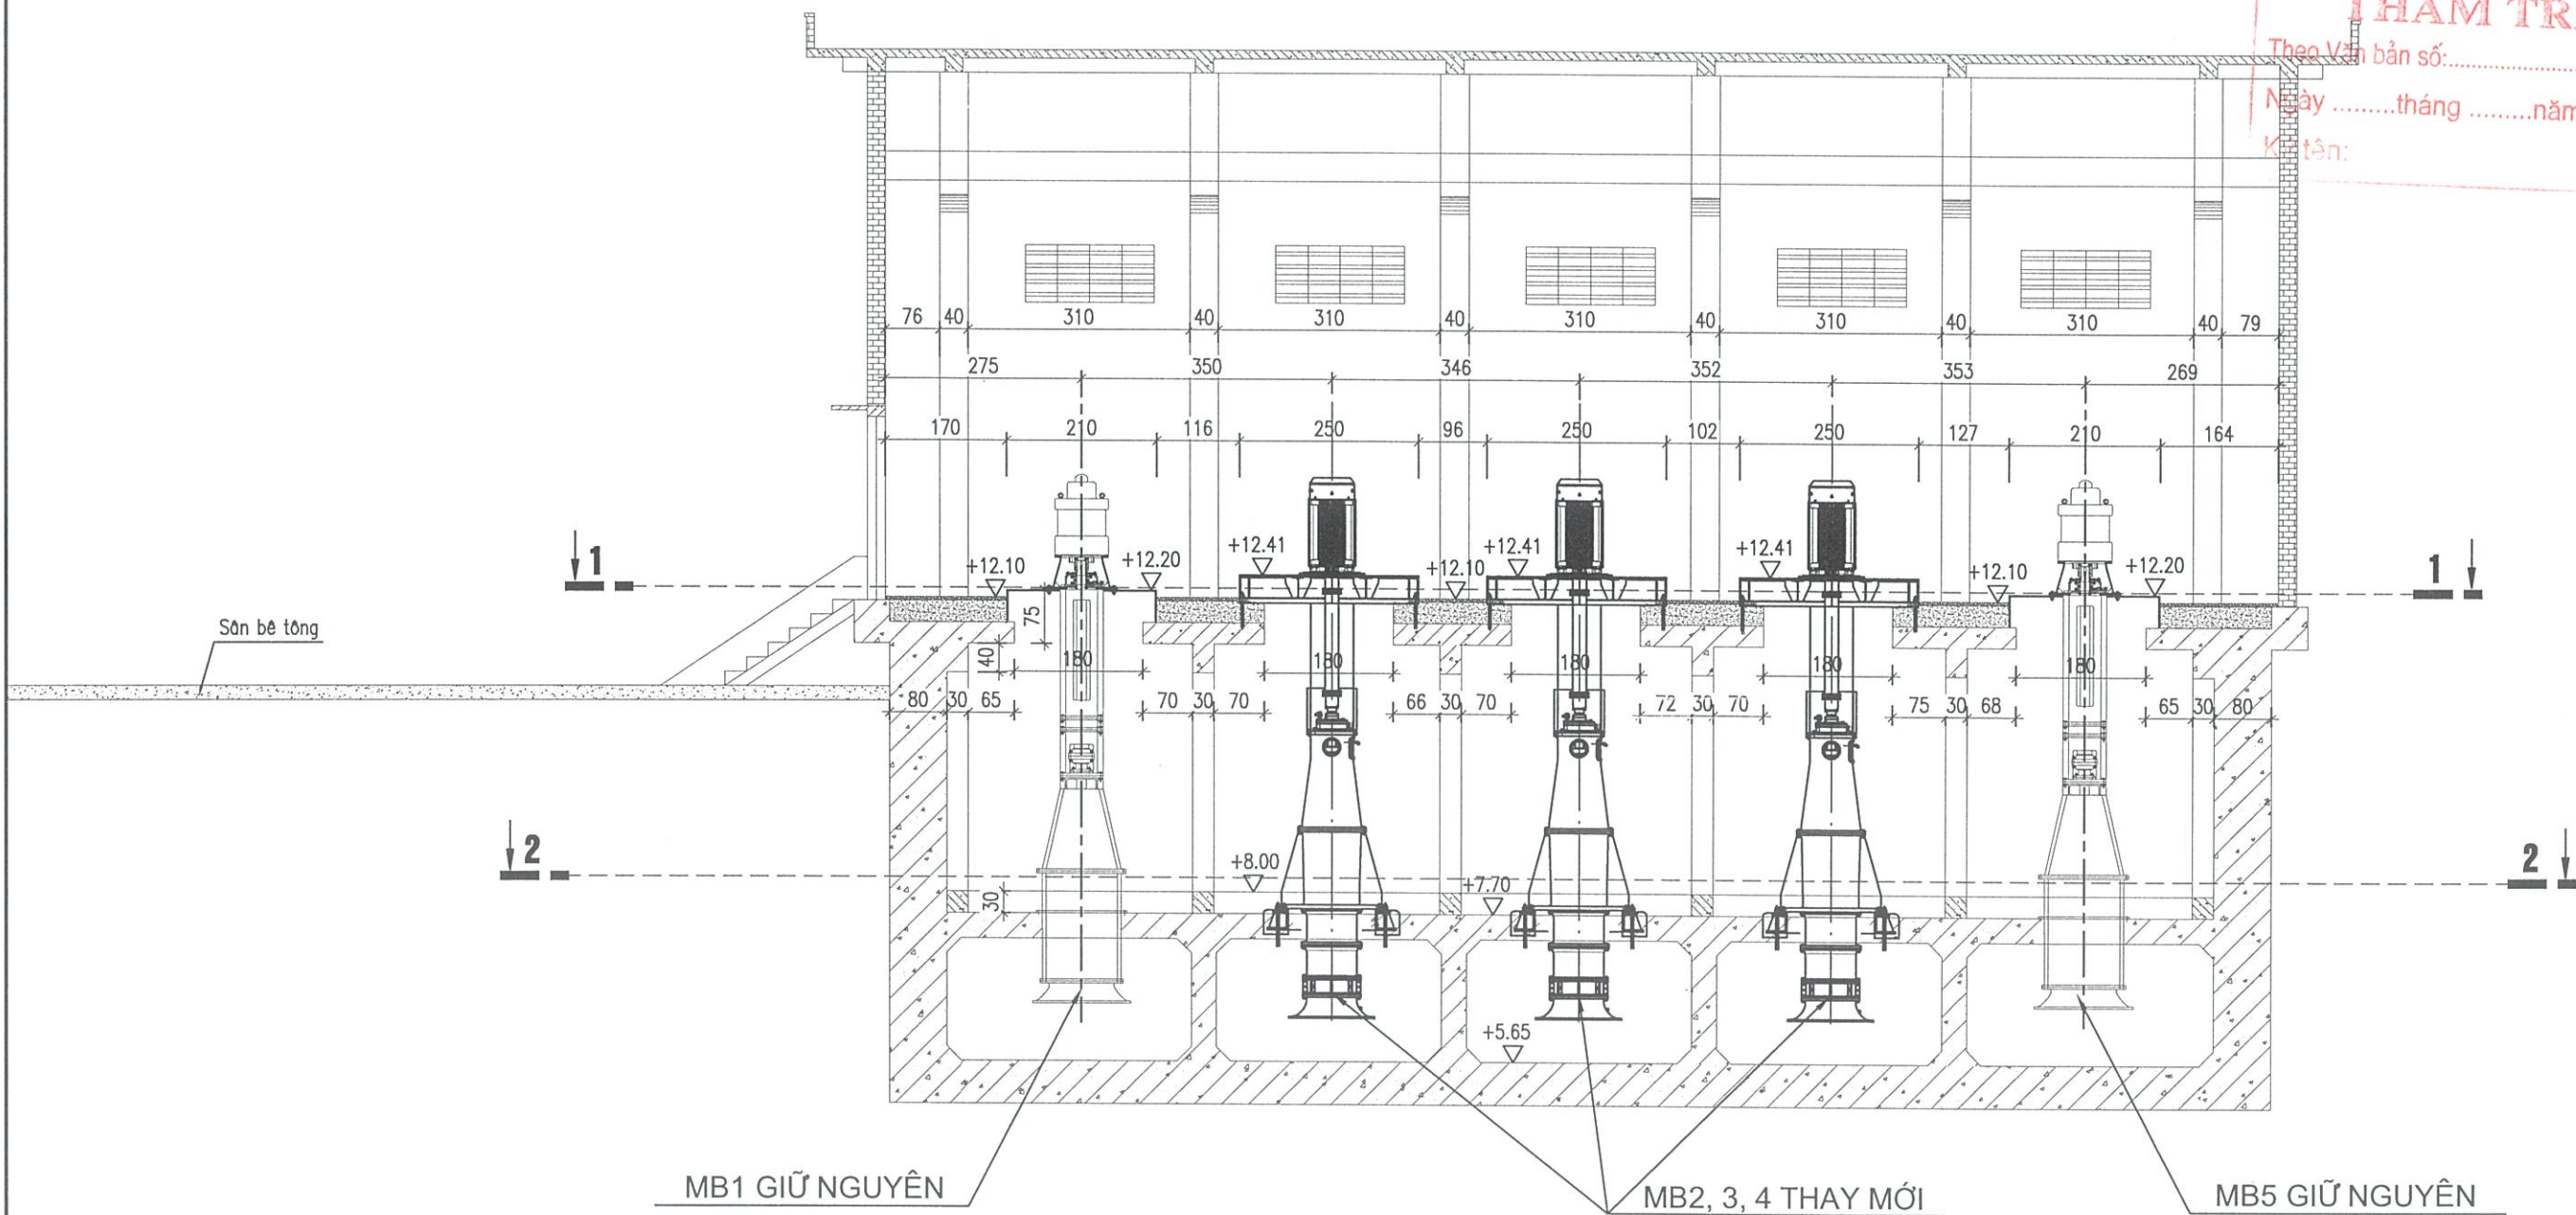 THẨM TR
Theo Văn bản số:
Ngày .........tháng .........năm
Ký tên:
76 40 310 40 310 40 310 40 310 40 310 40 79
275 350 346 352 353 269
170 210 116 250 96 250 102 250 127 210 164
1 +12.10 +12.20 +12.41 +12.10 +12.41 +12.41 +12.10 +12.20 1
Sân bê tông
75
40
180 180 180 180 180
80 30 65 70 30 70 66 30 70 72 30 70 75 30 68 65 30 80
2 +8.00 +7.70 2
30
+5.65
MB1 GIỮ NGUYÊN
MB2, 3, 4 THAY MỚI
MB5 GIỮ NGUYÊN